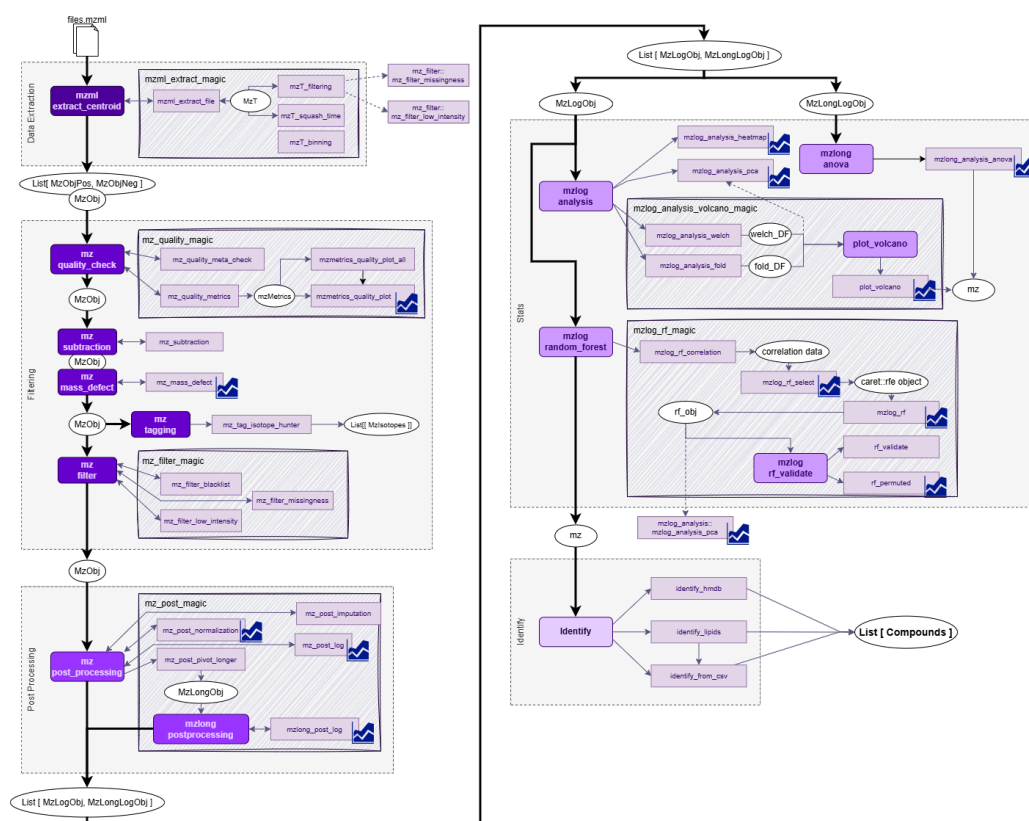 files.mzml
Data Extraction
mzml
extract_centroid
mzml_extract_magic
mzml_extract_file
MzT
mzT_filtering
mzT_squash_time
mzT_binning
mz_filter::
mz_filter_missingness
mz_filter::
mz_filter_low_intensity
List[ MzObjPos, MzObjNeg ]
MzObj
Filtering
mz
quality_check
mz_quality_magic
mz_quality_meta_check
mz_quality_metrics
mzMetrics
mzmetrics_quality_plot_all
mzmetrics_quality_plot
MzObj
mz
subtraction
mz_subtraction
MzObj
mz
mass_defect
mz_mass_defect
MzObj
mz
tagging
mz_tag_isotope_hunter
List[[ MzIsotopes ]]
mz
filter
mz_filter_magic
mz_filter_blacklist
mz_filter_missingness
mz_filter_low_intensity
MzObj
Post Processing
mz
post_processing
mz_post_magic
mz_post_imputation
mz_post_normalization
mz_post_log
mz_post_pivot_longer
MzLongObj
mzlong
postprocessing
mzlong_post_log
List [ MzLogObj, MzLongLogObj ]
List [ MzLogObj, MzLongLogObj ]
MzLogObj
MzLongLogObj
Stats
mzlog
analysis
mzlog_analysis_heatmap
mzlog_analysis_pca
mzlong
anova
mzlong_analysis_anova
mzlog_analysis_volcano_magic
mzlog_analysis_welch
welch_DF
mzlog_analysis_fold
fold_DF
plot_volcano
plot_volcano
mz
mzlog
random_forest
mzlog_rf_magic
mzlog_rf_correlation
correlation data
mzlog_rf_select
caret::rfe object
rf_obj
mzlog_rf
mzlog
rf_validate
rf_validate
rf_permuted
mzlog_analysis::
mzlog_analysis_pca
mz
Identify
Identify
identify_hmdb
identify_lipids
identify_from_csv
List [ Compounds ]